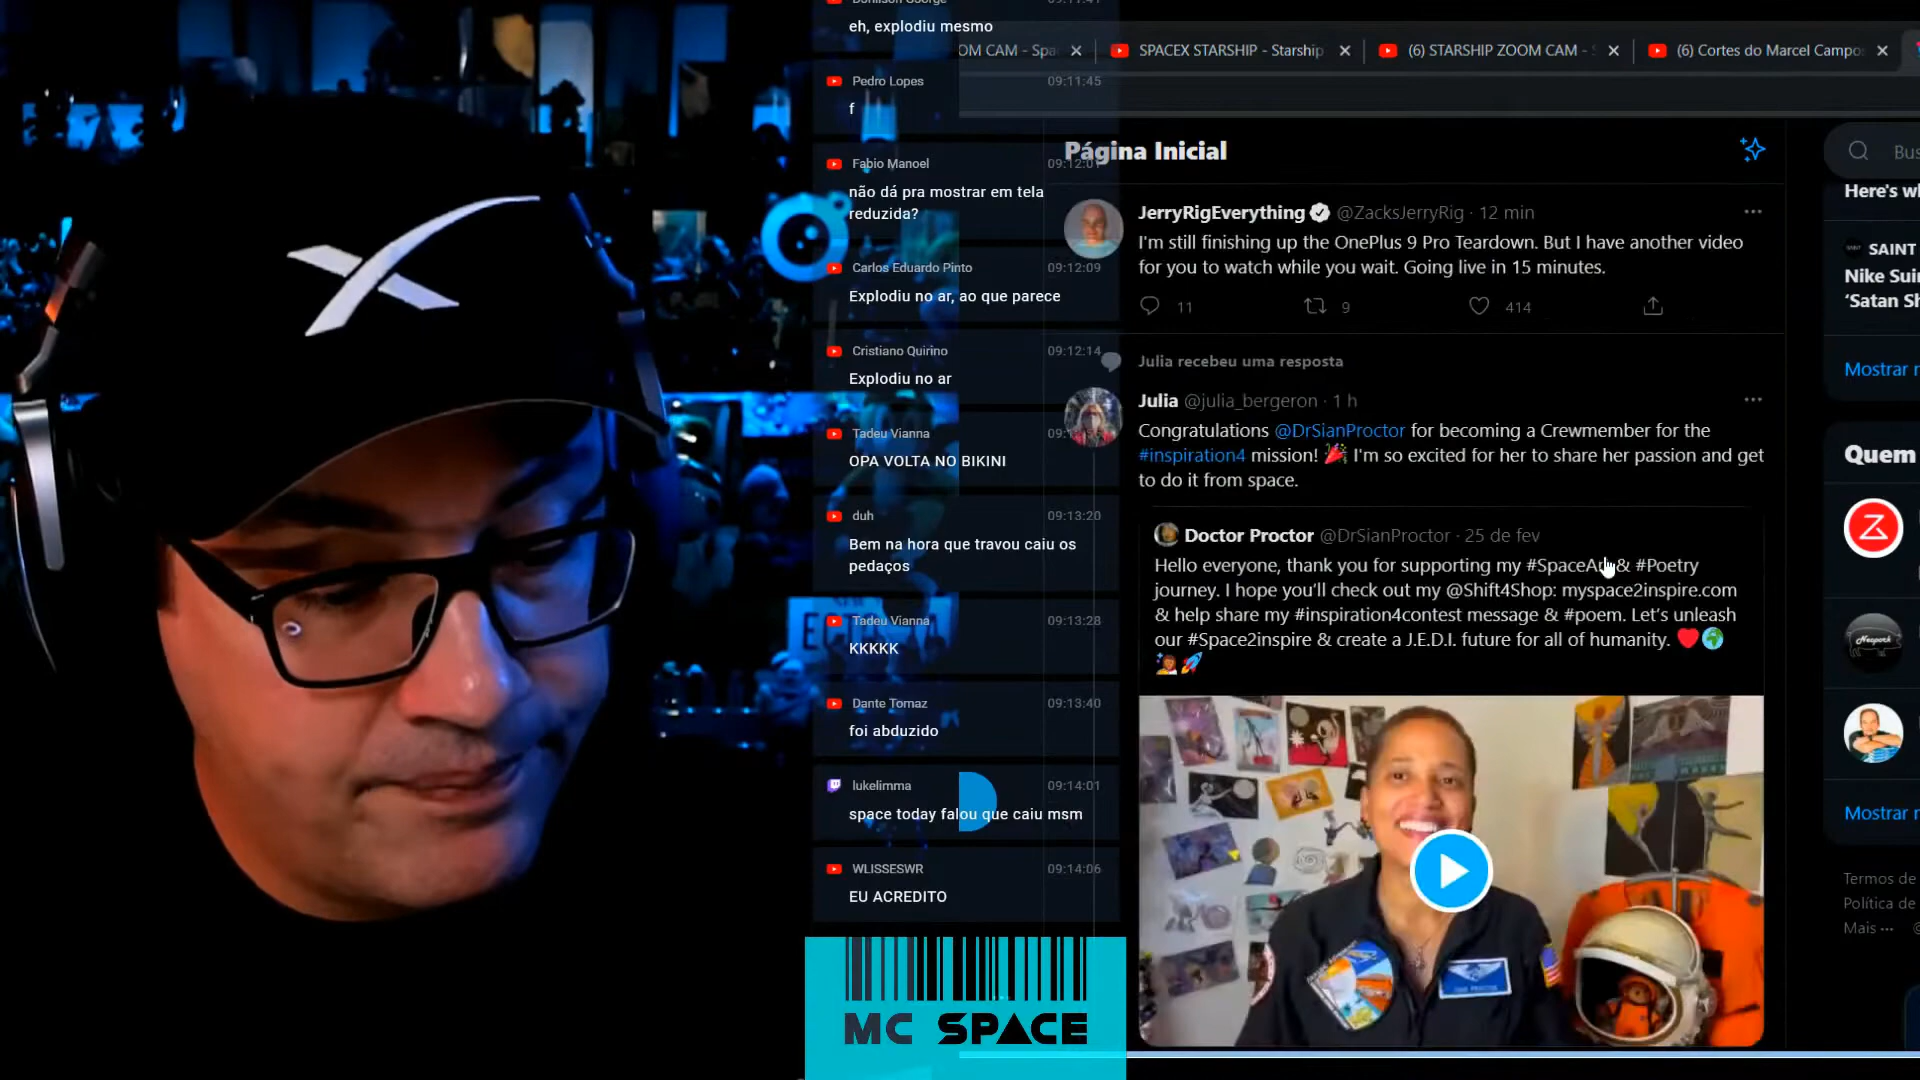 eh, explodiu mesmo
Pedro Lopes 09:11:45
f
Fabio Manoel 09:12:01
não dá pra mostrar em tela
reduzida?
Carlos Eduardo Pinto 09:12:09
Explodiu no ar, ao que parece
Cristiano Quirino 09:12:14
Explodiu no ar
Tadeu Vianna
OPA VOLTA NO BIKINI
duh 09:13:20
Bem na hora que travou caiu os
pedaços
Tadeu Vianna 09:13:28
KKKKK
Dante Tomaz 09:13:40
foi abduzido
lukelimma 09:14:01
space today falou que caiu msm
WLISSESWR 09:14:06
EU ACREDITO
MC SPACE
OM CAM - Spa
SPACEX STARSHIP - Starship
(6) STARSHIP ZOOM CAM -
(6) Cortes do Marcel Campo
Página Inicial
JerryRigEverything @ZacksJerryRig · 12 min
I'm still finishing up the OnePlus 9 Pro Teardown. But I have another video
for you to watch while you wait. Going live in 15 minutes.
11 9 414
Julia recebeu uma resposta
Julia @julia_bergeron · 1 h
Congratulations @DrSianProctor for becoming a Crewmember for the
#inspiration4 mission! I'm so excited for her to share her passion and get
to do it from space.
Doctor Proctor @DrSianProctor · 25 de fev
Hello everyone, thank you for supporting my & #Poetry
journey. I hope you'll check out my @Shift4Shop: myspace2inspire.com
& help share my #inspiration4contest message & #poem. Let's unleash
our #Space2inspire & create a J.E.D.I. future for all of humanity.
Bus
Here's wh
SAINT
Nike Sui
'Satan Sh
Mostrar
Quem
Neopork
Mostrar
Termos de
Política de
Mais ···